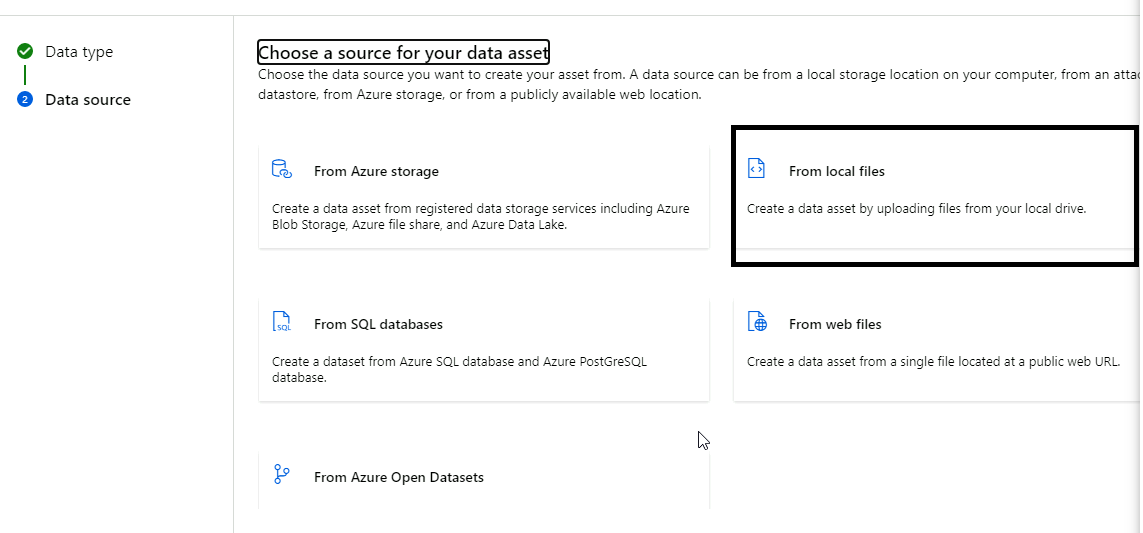 Data type
2
Data source
Choose a source for your data asset
Choose the data source you want to create your asset from. A data source can be from a local storage location on your computer, from an
datastore, from Azure storage, or from a publicly available web location.
From Azure storage
Create a data asset from registered data storage services including Azure
Blob Storage, Azure file share, and Azure Data Lake.
From local files
Create a data asset by uploading files from your local drive.
SQL
From SQL databases
Create a dataset from Azure SQL database and Azure PostGreSQL
database.
From web files
Create a data asset from a single file located at a public web URL.
From Azure Open Datasets